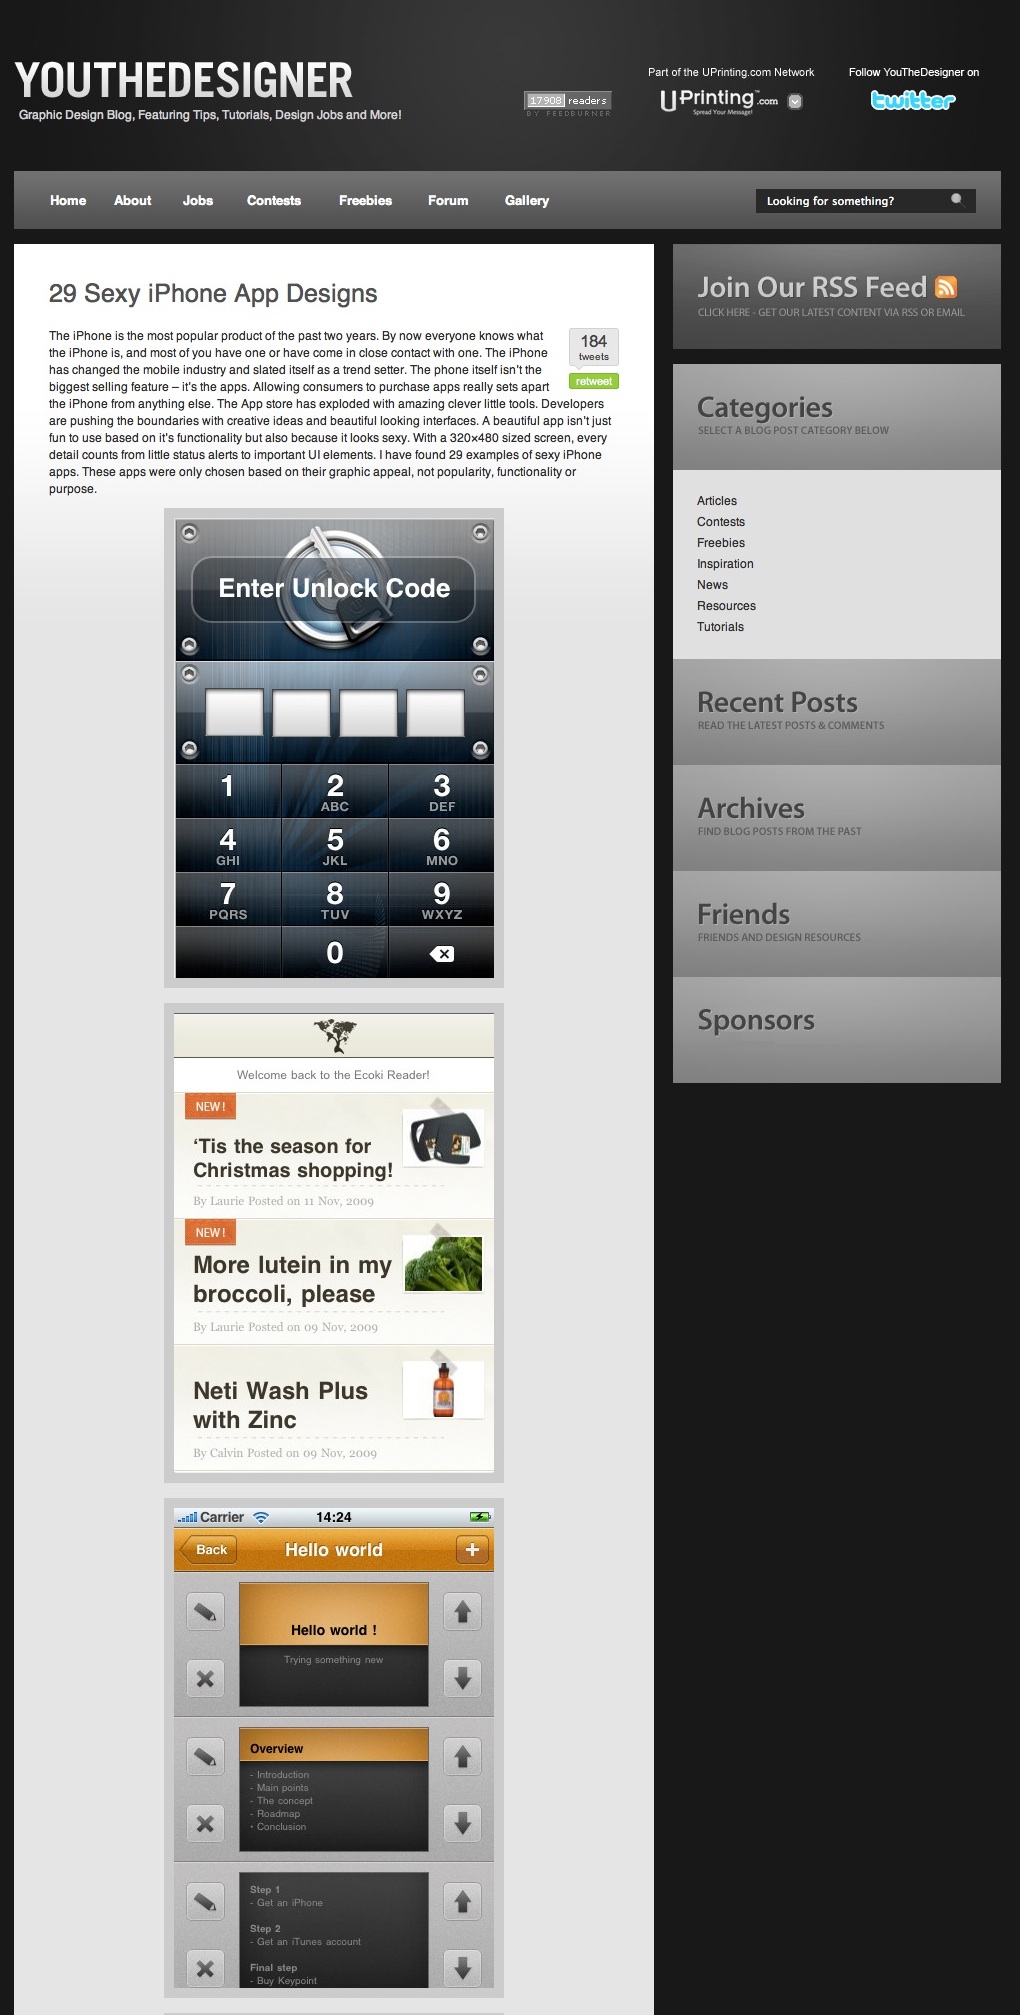 YOUTHEDESIGNER
Graphic Design Blog, Featuring Tips, Tutorials, Design Jobs and More!
17908 readers
BY FEEDBURNER
Part of the UPrinting.com Network
UPrinting.com
Spread Your Message!
Follow YouTheDesigner on
twitter
Home About Jobs Contests Freebies Forum Gallery
Looking for something?
29 Sexy iPhone App Designs
184
tweets
retweet
The iPhone is the most popular product of the past two years. By now everyone knows what
the iPhone is, and most of you have one or have come in close contact with one. The iPhone
has changed the mobile industry and slated itself as a trend setter. The phone itself isn't the
biggest selling feature – it's the apps. Allowing consumers to purchase apps really sets apart
the iPhone from anything else. The App store has exploded with amazing clever little tools. Developers
are pushing the boundaries with creative ideas and beautiful looking interfaces. A beautiful app isn't just
fun to use based on it's functionality but also because it looks sexy. With a 320×480 sized screen, every
detail counts from little status alerts to important UI elements. I have found 29 examples of sexy iPhone
apps. These apps were only chosen based on their graphic appeal, not popularity, functionality or
purpose.
Enter Unlock Code
1 2 3
ABC DEF
4 5 6
GHI JKL MNO
7 8 9
PQRS TUV WXYZ
0
Welcome back to the Ecoki Reader!
NEW!
‘Tis the season for
Christmas shopping!
By Laurie Posted on 11 Nov, 2009
NEW!
More lutein in my
broccoli, please
By Laurie Posted on 09 Nov, 2009
Neti Wash Plus
with Zinc
By Calvin Posted on 09 Nov, 2009
Carrier 14:24
Back Hello world +
Hello world !
Trying something new
Overview
- Introduction
- Main points
- The concept
- Roadmap
- Conclusion
Step 1
- Get an iPhone
Step 2
- Get an iTunes account
Final step
- Buy Keypoint
Join Our RSS Feed
CLICK HERE - GET OUR LATEST CONTENT VIA RSS OR EMAIL
Categories
SELECT A BLOG POST CATEGORY BELOW
Articles
Contests
Freebies
Inspiration
News
Resources
Tutorials
Recent Posts
READ THE LATEST POSTS & COMMENTS
Archives
FIND BLOG POSTS FROM THE PAST
Friends
FRIENDS AND DESIGN RESOURCES
Sponsors